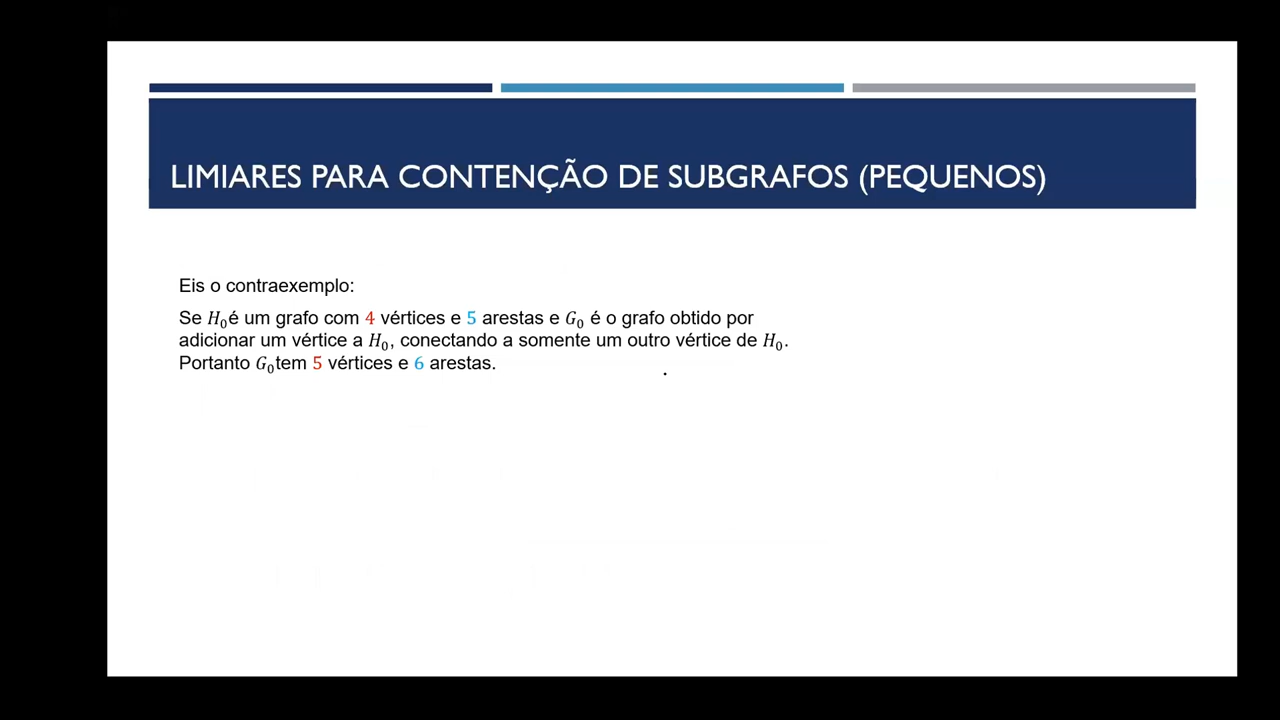 LIMIARES PARA CONTENÇÃO DE SUBGRAFOS (PEQUENOS)
Eis o contraexemplo:
Se H₀é um grafo com 4 vértices e 5 arestas e G₀ é o grafo obtido por
adicionar um vértice a H₀, conectando a somente um outro vértice de H₀.
Portanto G₀tem 5 vértices e 6 arestas.